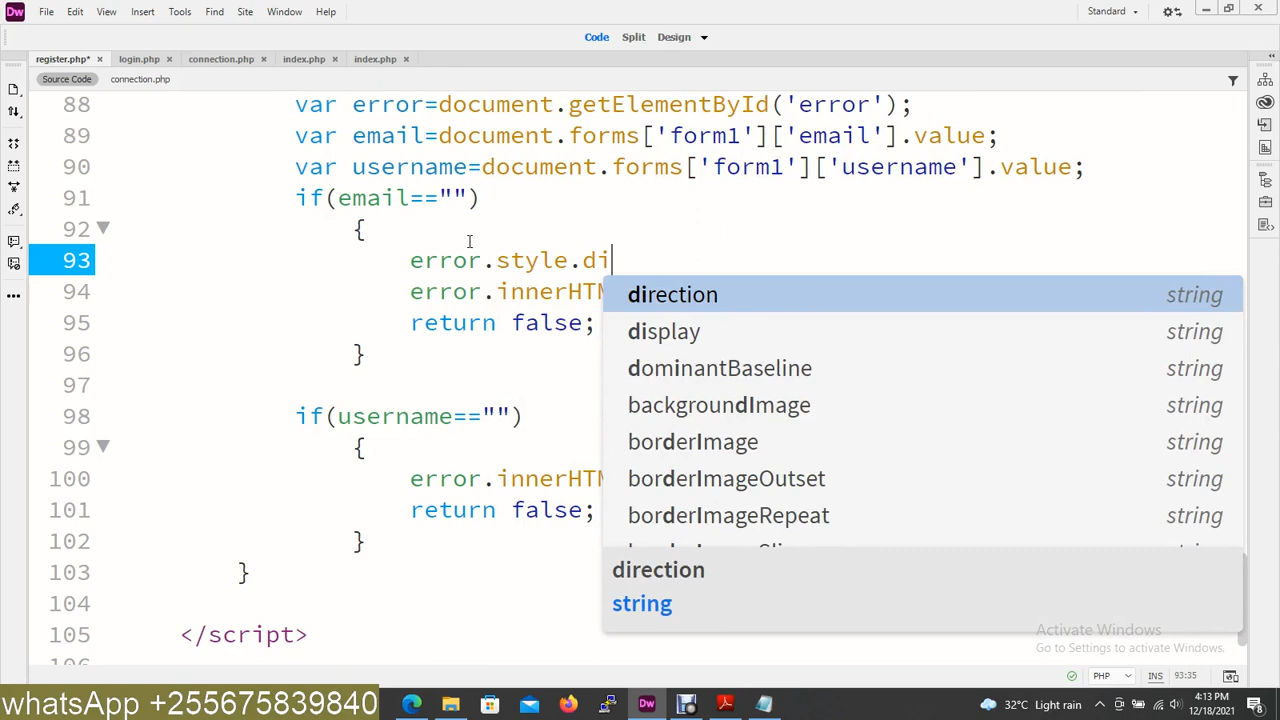 Dw File Edit View Insert Tools Find Site Window Help Standard
Code Split Design
register.php* login.php connection.php index.php index.php
Source Code connection.php
88 var error=document.getElementById('error');
89 var email=document.forms['form1']['email'].value;
90 var username=document.forms['form1']['username'].value;
91 if(email=="")
92 {
93 error.style.di
direction string
94 error.innerHTM
95 return false;
display string
96 }
dominantBaseline string
97
backgroundImage string
98 if(username=="")
99 {
borderImage string
100 error.innerHTM
borderImageOutset string
101 return false;
borderImageRepeat string
102 }
103 }
direction
104
string
105 </script>
Activate Windows
Go to Settings to activate Windows.
PHP INS 93:35
whatsApp +255675839840
Dw 32°C Light rain 4:13 PM
12/18/2021 8